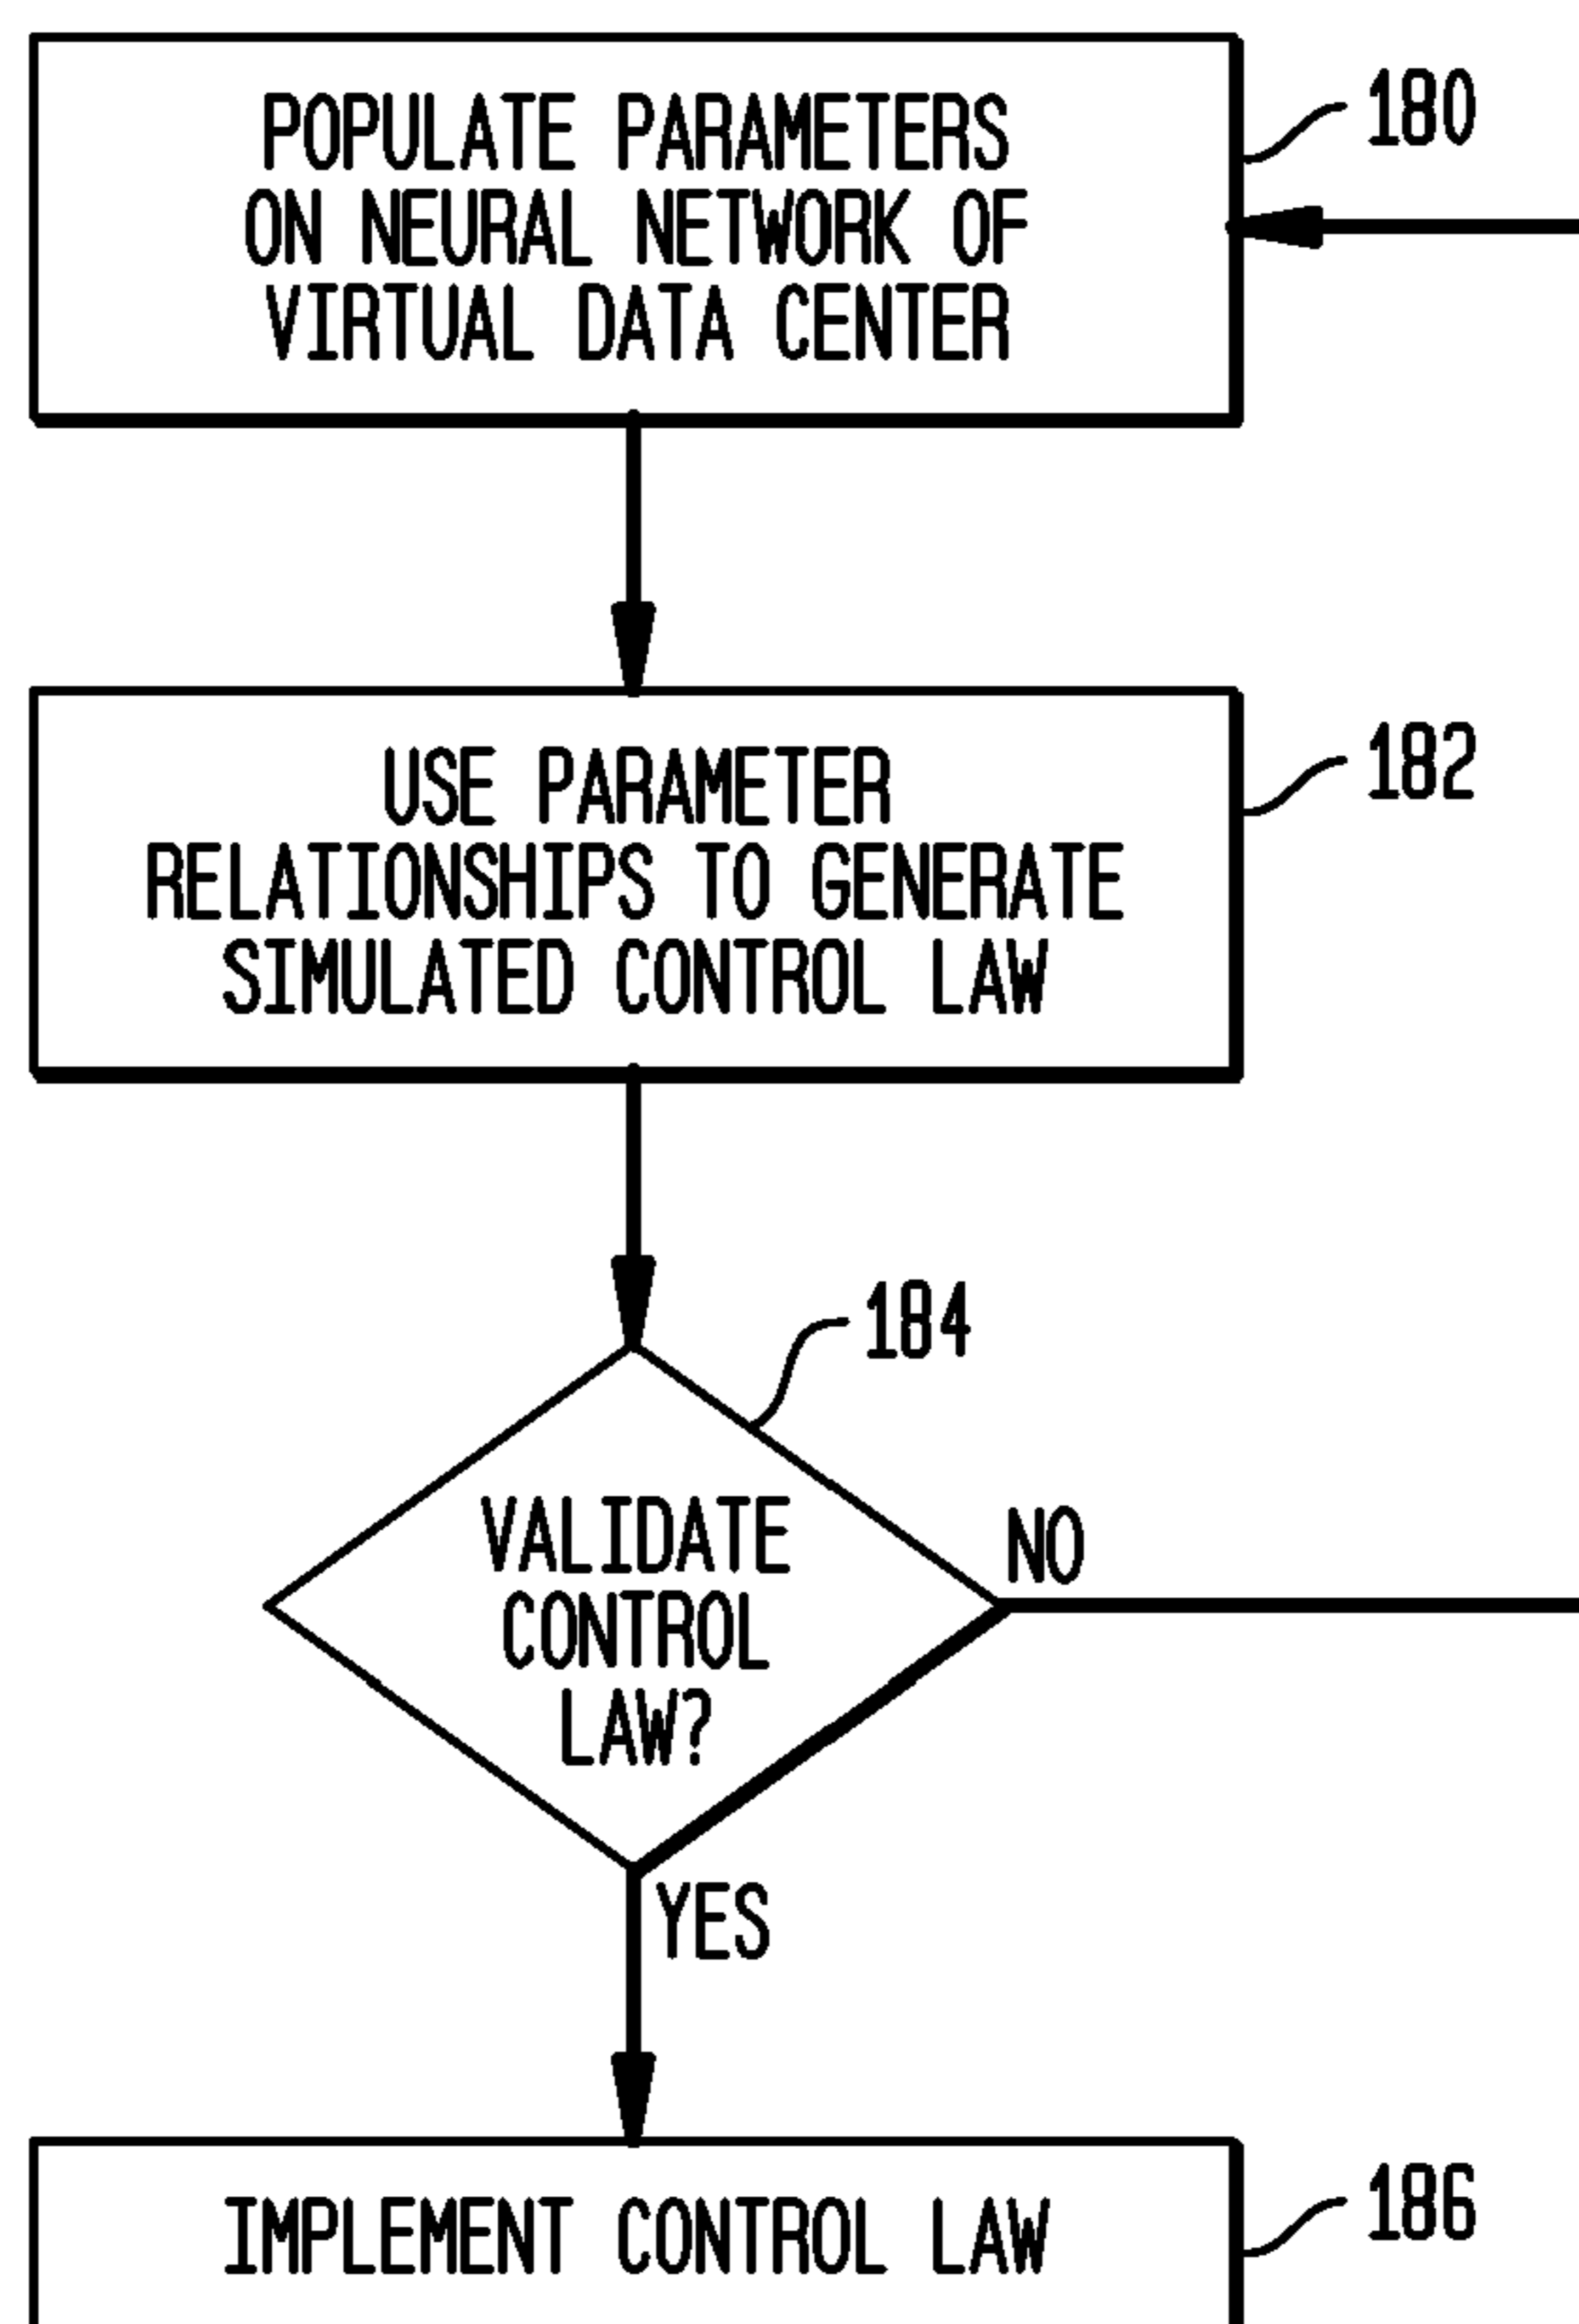 POPULATE PARAMETERS
ON NEURAL NETWORK OF
VIRTUAL DATA CENTER
180
USE PARAMETER
RELATIONSHIPS TO GENERATE
SIMULATED CONTROL LAW
182
184
VALIDATE
CONTROL
LAW?
NO
YES
IMPLEMENT CONTROL LAW
186